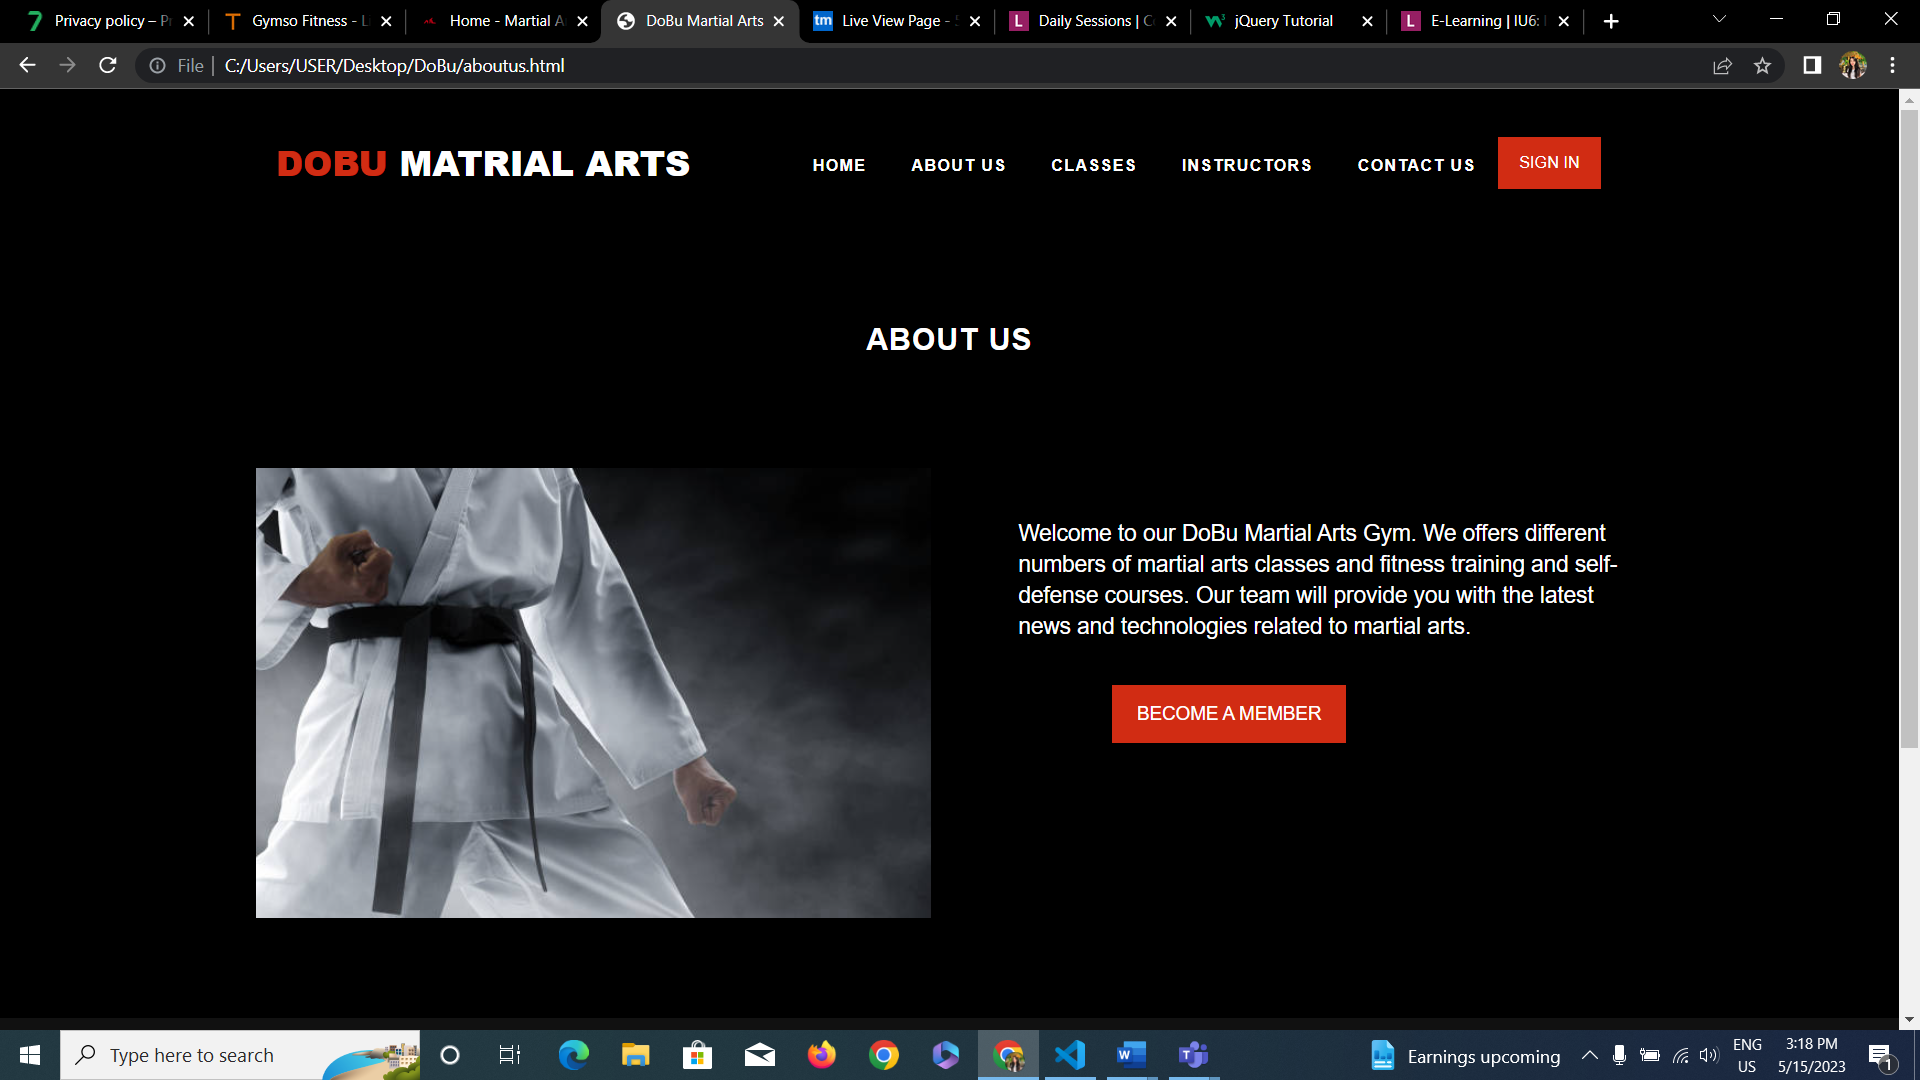 Privacy policy – P
Gymso Fitness - L
Home - Martial A
DoBu Martial Arts
tm Live View Page -
L Daily Sessions | C
jQuery Tutorial
L E-Learning | IU6:
File | C:/Users/USER/Desktop/DoBu/aboutus.html
DOBU MATRIAL ARTS
HOME
ABOUT US
CLASSES
INSTRUCTORS
CONTACT US
SIGN IN
ABOUT US
Welcome to our DoBu Martial Arts Gym. We offers different
numbers of martial arts classes and fitness training and self-
defense courses. Our team will provide you with the latest
news and technologies related to martial arts.
BECOME A MEMBER
Type here to search
Earnings upcoming
ENG
US
3:18 PM
5/15/2023
1